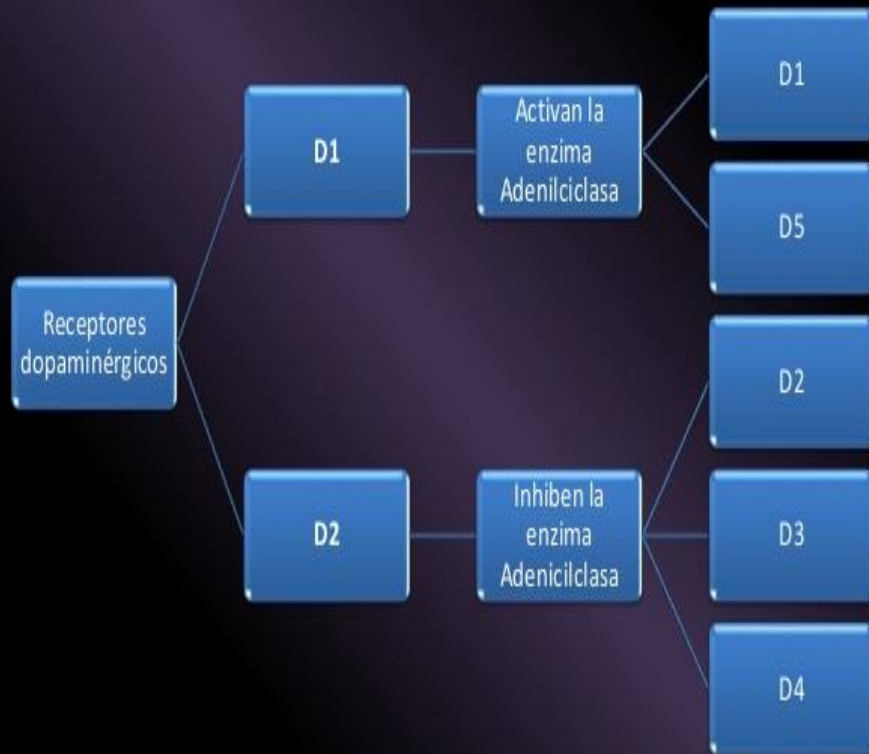 Receptores
dopaminérgicos
D1
Activan la
enzima
Adenilciclasa
D1
D5
D2
Inhiben la
enzima
Adenicilclasa
D2
D3
D4